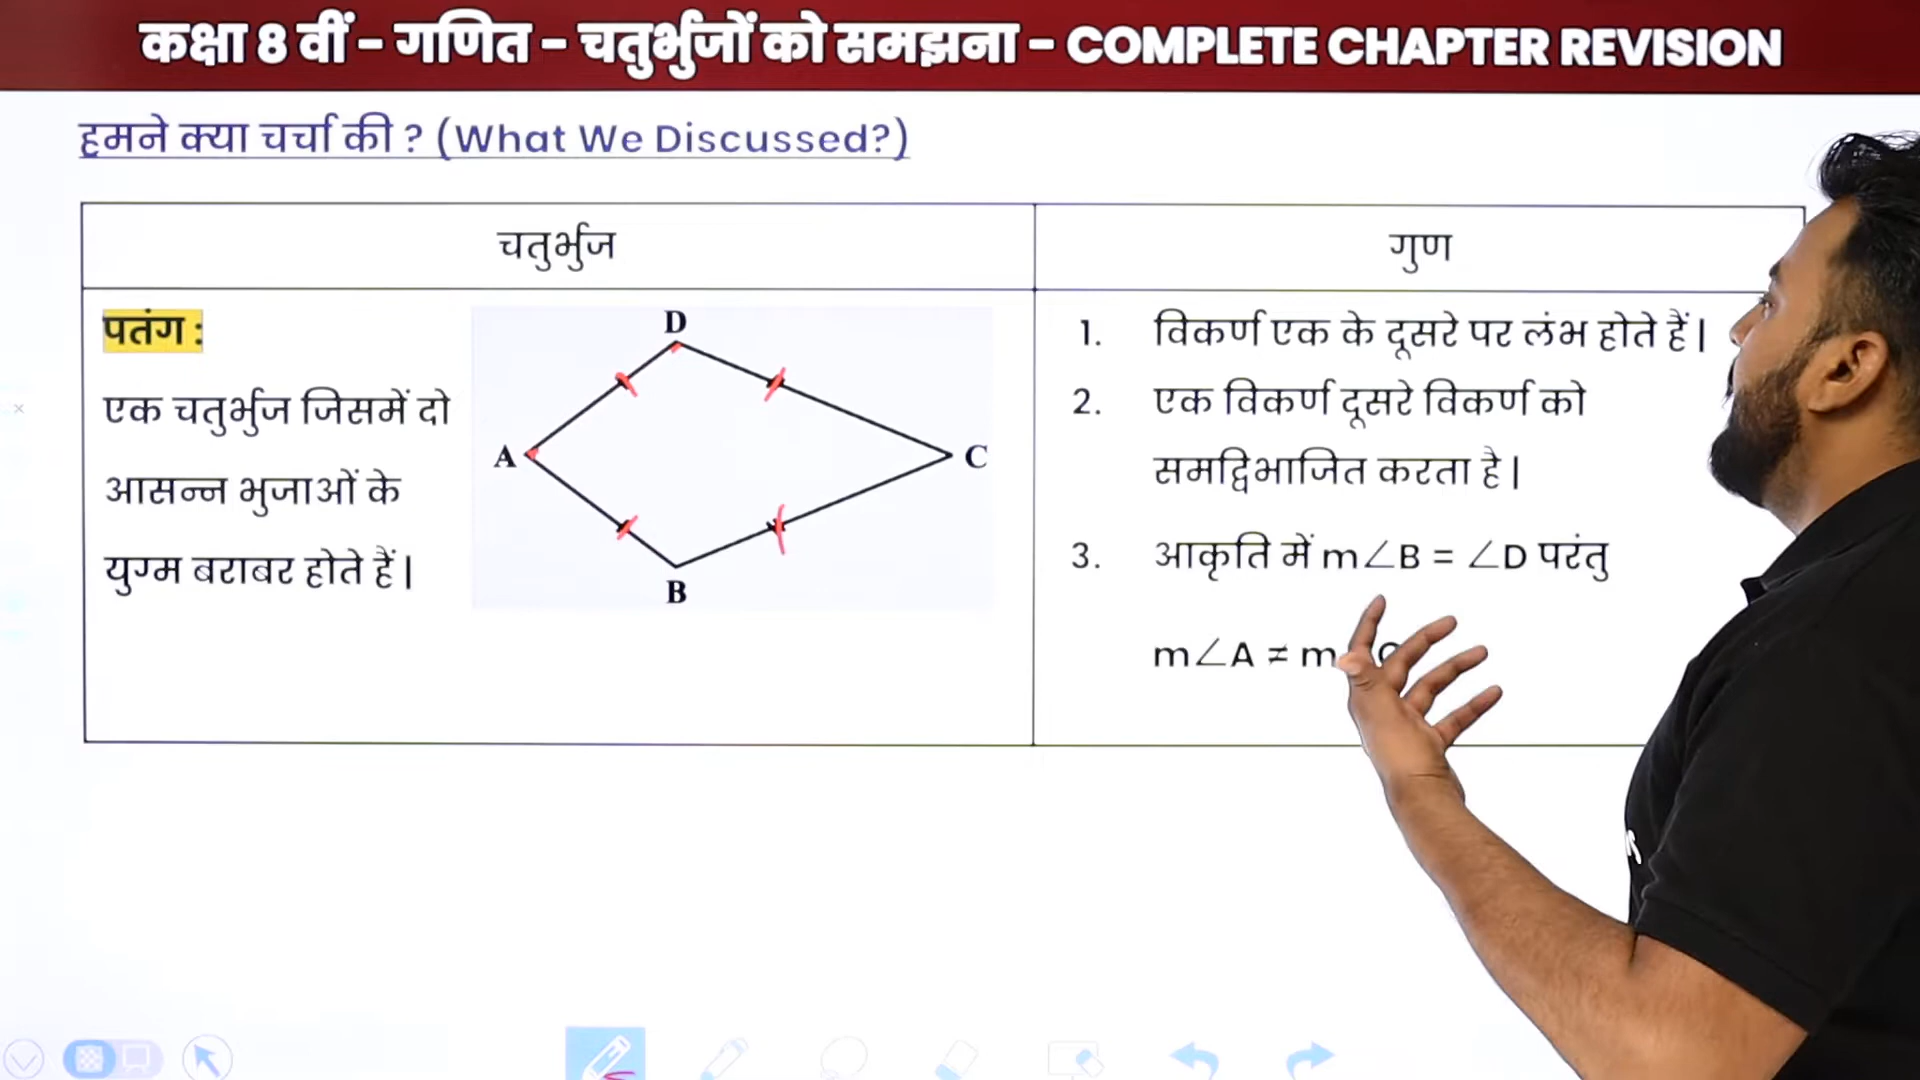 कक्षा 8 वीं – गणित – चतुर्भुजों को समझना – COMPLETE CHAPTER REVISION
हमने क्या चर्चा की ? (What We Discussed?)
चतुर्भुज
गुण
पतंग :
एक चतुर्भुज जिसमें दो
आसन्न भुजाओं के
युग्म बराबर होते हैं |
D
A
C
B
1. विकर्ण एक के दूसरे पर लंभ होते हैं |
2. एक विकर्ण दूसरे विकर्ण को
समद्विभाजित करता है |
3. आकृति में m∠B = ∠D परंतु
m∠A ≠ m